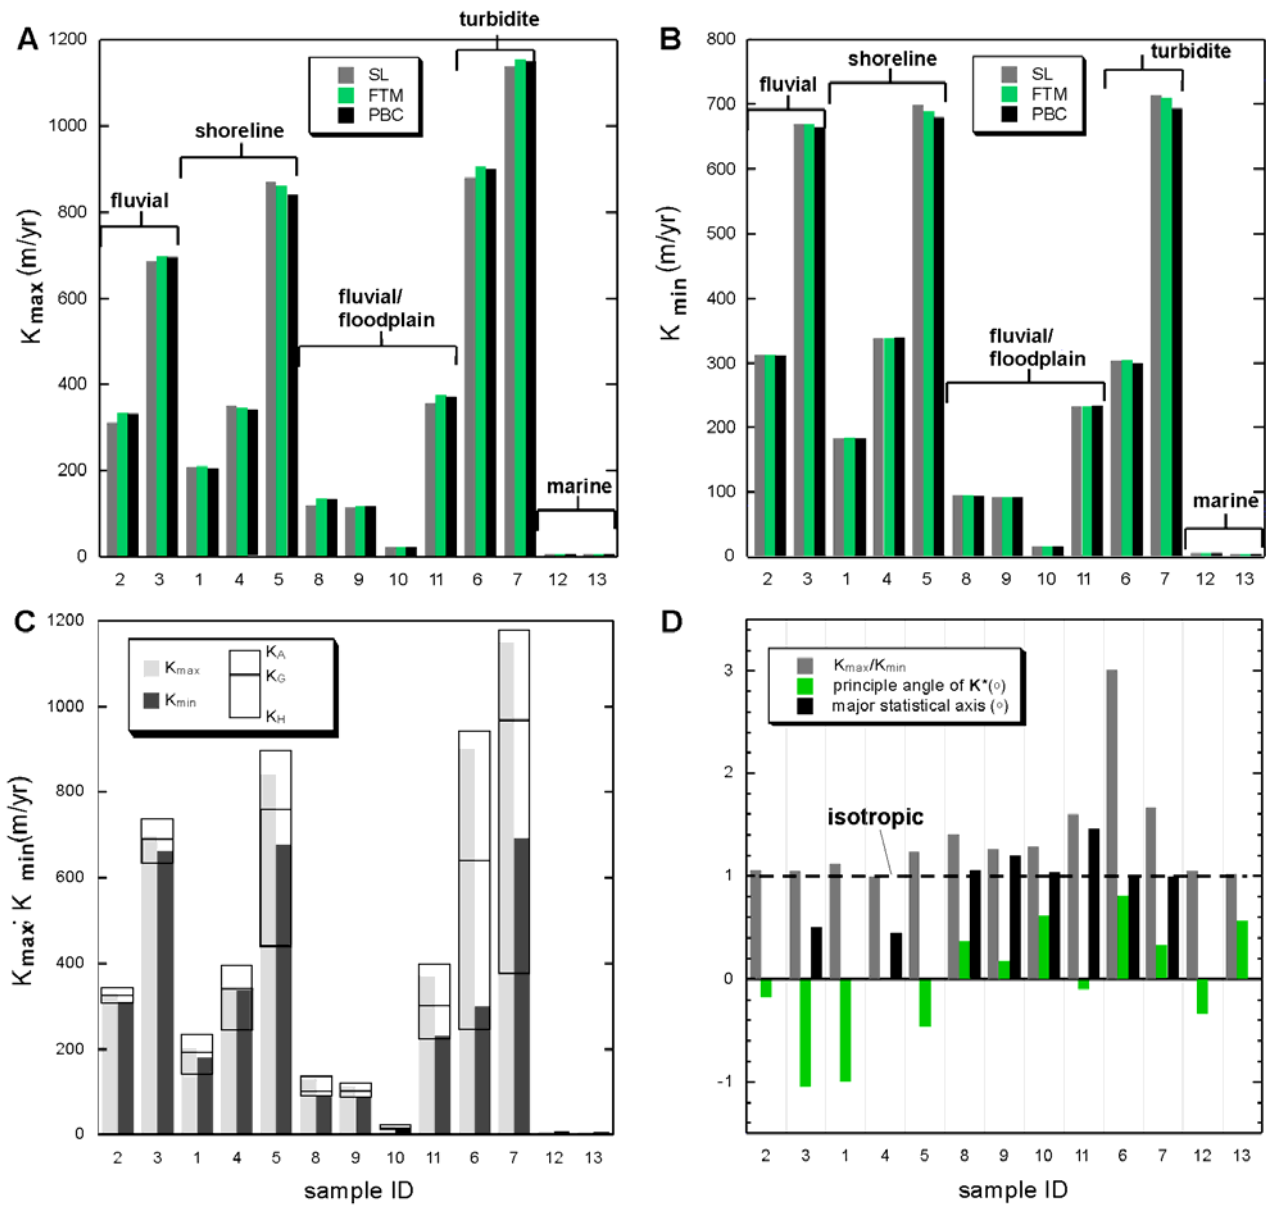 A
1200
1000
800
600
400
200
0
K max (m/yr)
SL
FTM
PBC
fluvial
shoreline
fluvial/
floodplain
turbidite
marine
2 3 1 4 5 8 9 10 11 6 7 12 13
B
800
700
600
500
400
300
200
100
0
K min (m/yr)
SL
FTM
PBC
fluvial
shoreline
fluvial/
floodplain
turbidite
marine
2 3 1 4 5 8 9 10 11 6 7 12 13
C
1200
1000
800
600
400
200
0
Kmax; K min(m/yr)
Kmax
Kmin
KA
KG
KH
2 3 1 4 5 8 9 10 11 6 7 12 13
sample ID
D
3
2
1
0
-1
Kmax/Kmin
principle angle of K*(o)
major statistical axis (o)
isotropic
2 3 1 4 5 8 9 10 11 6 7 12 13
sample ID